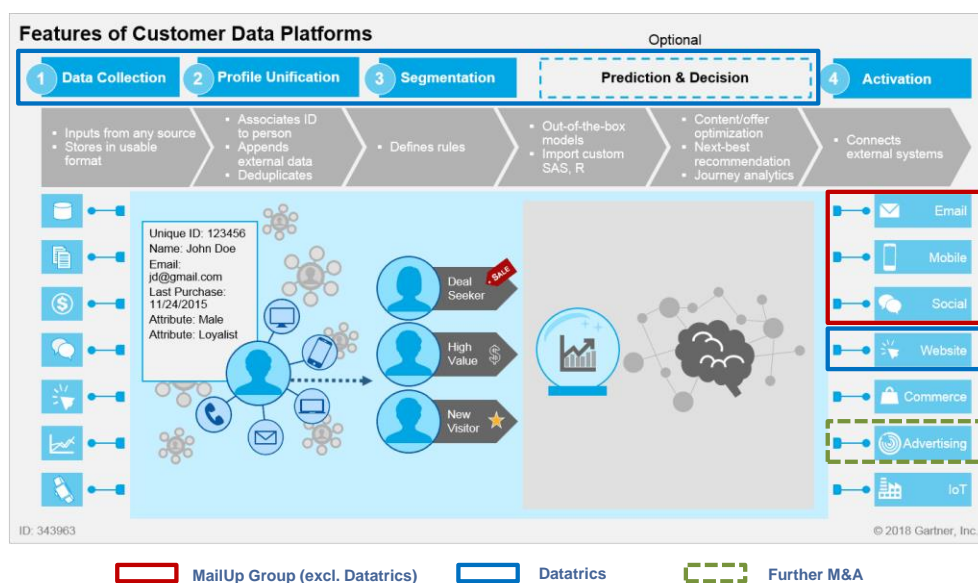 Features of Customer Data Platforms
Optional
1 Data Collection
2 Profile Unification
3 Segmentation
Prediction & Decision
4 Activation
• Inputs from any source
• Stores in usable
format
• Associates ID
to person
• Appends
external data
• Deduplicates
• Defines rules
• Out-of-the-box
models
• Import custom
SAS, R
• Content/offer
optimization
• Next-best
recommendation
• Journey analytics
• Connects
external systems
Unique ID: 123456
Name: John Doe
Email:
jd@gmail.com
Last Purchase:
11/24/2015
Attribute: Male
Attribute: Loyalist
Deal
Seeker
SALE
High
Value
$
New
Visitor
$
Email
Mobile
Social
Website
Commerce
Advertising
IoT
ID: 343963
© 2018 Gartner, Inc.
MailUp Group (excl. Datatrics)
Datatrics
Further M&A